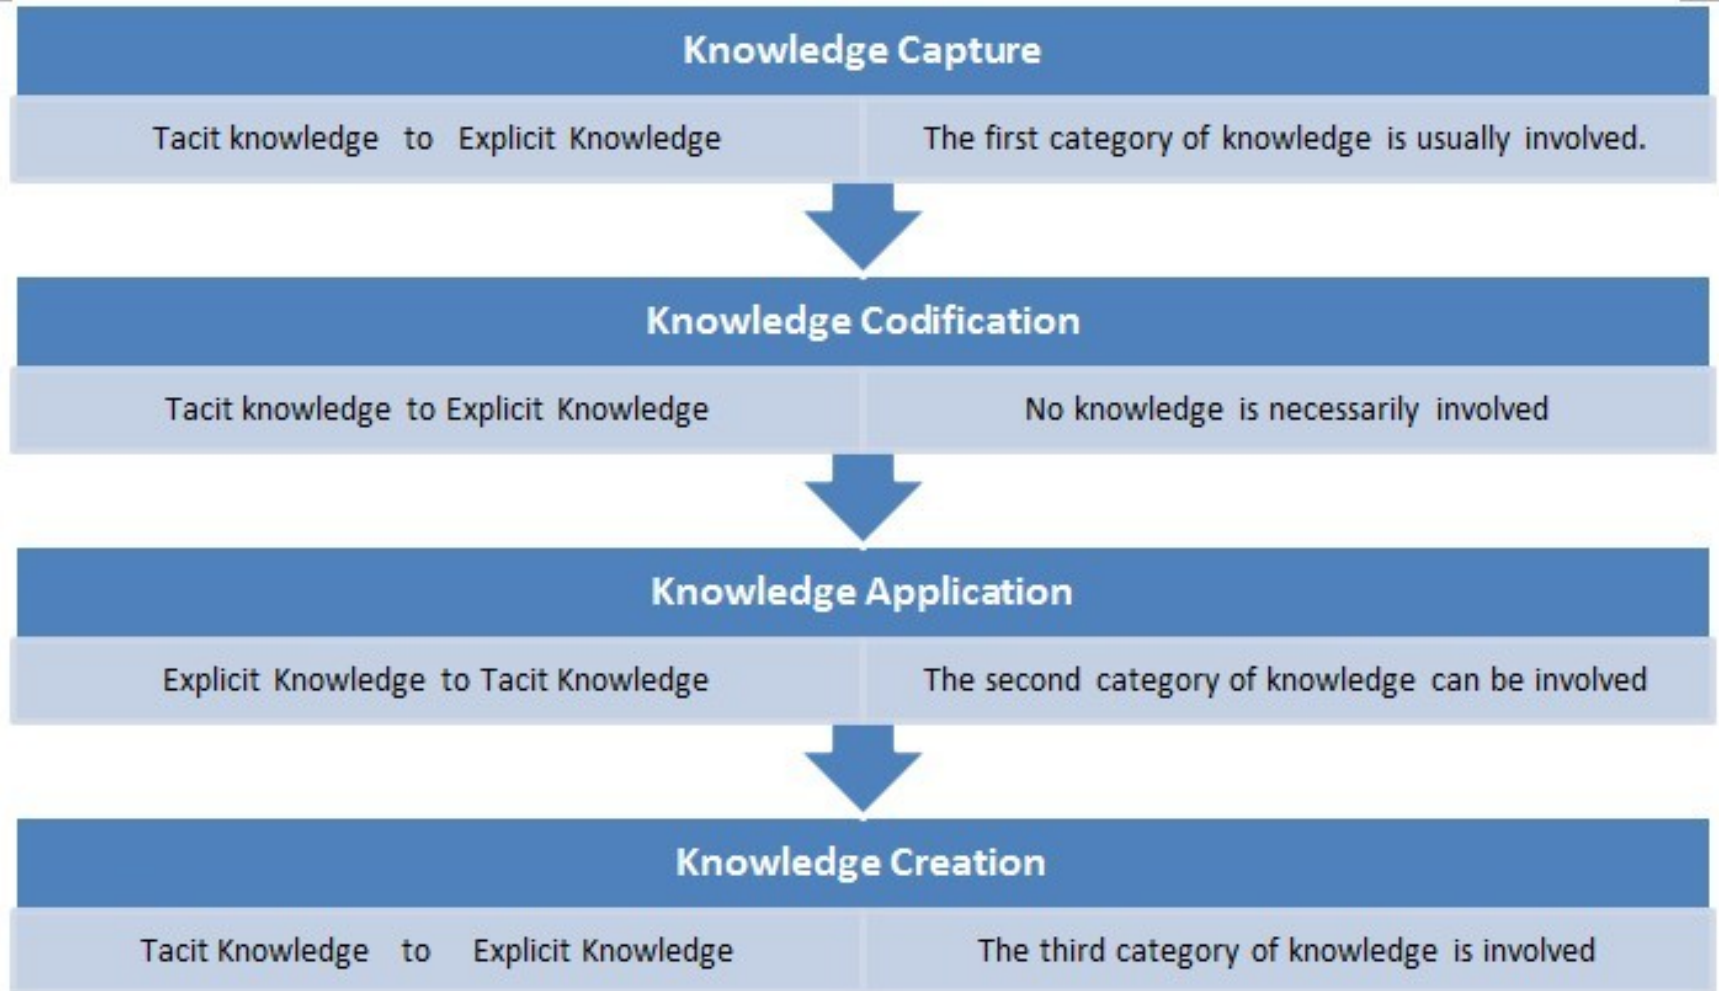 Knowledge Capture
Tacit knowledge to Explicit Knowledge
The first category of knowledge is usually involved.
Knowledge Codification
Tacit knowledge to Explicit Knowledge
No knowledge is necessarily involved
Knowledge Application
Explicit Knowledge to Tacit Knowledge
The second category of knowledge can be involved
Knowledge Creation
Tacit Knowledge to Explicit Knowledge
The third category of knowledge is involved